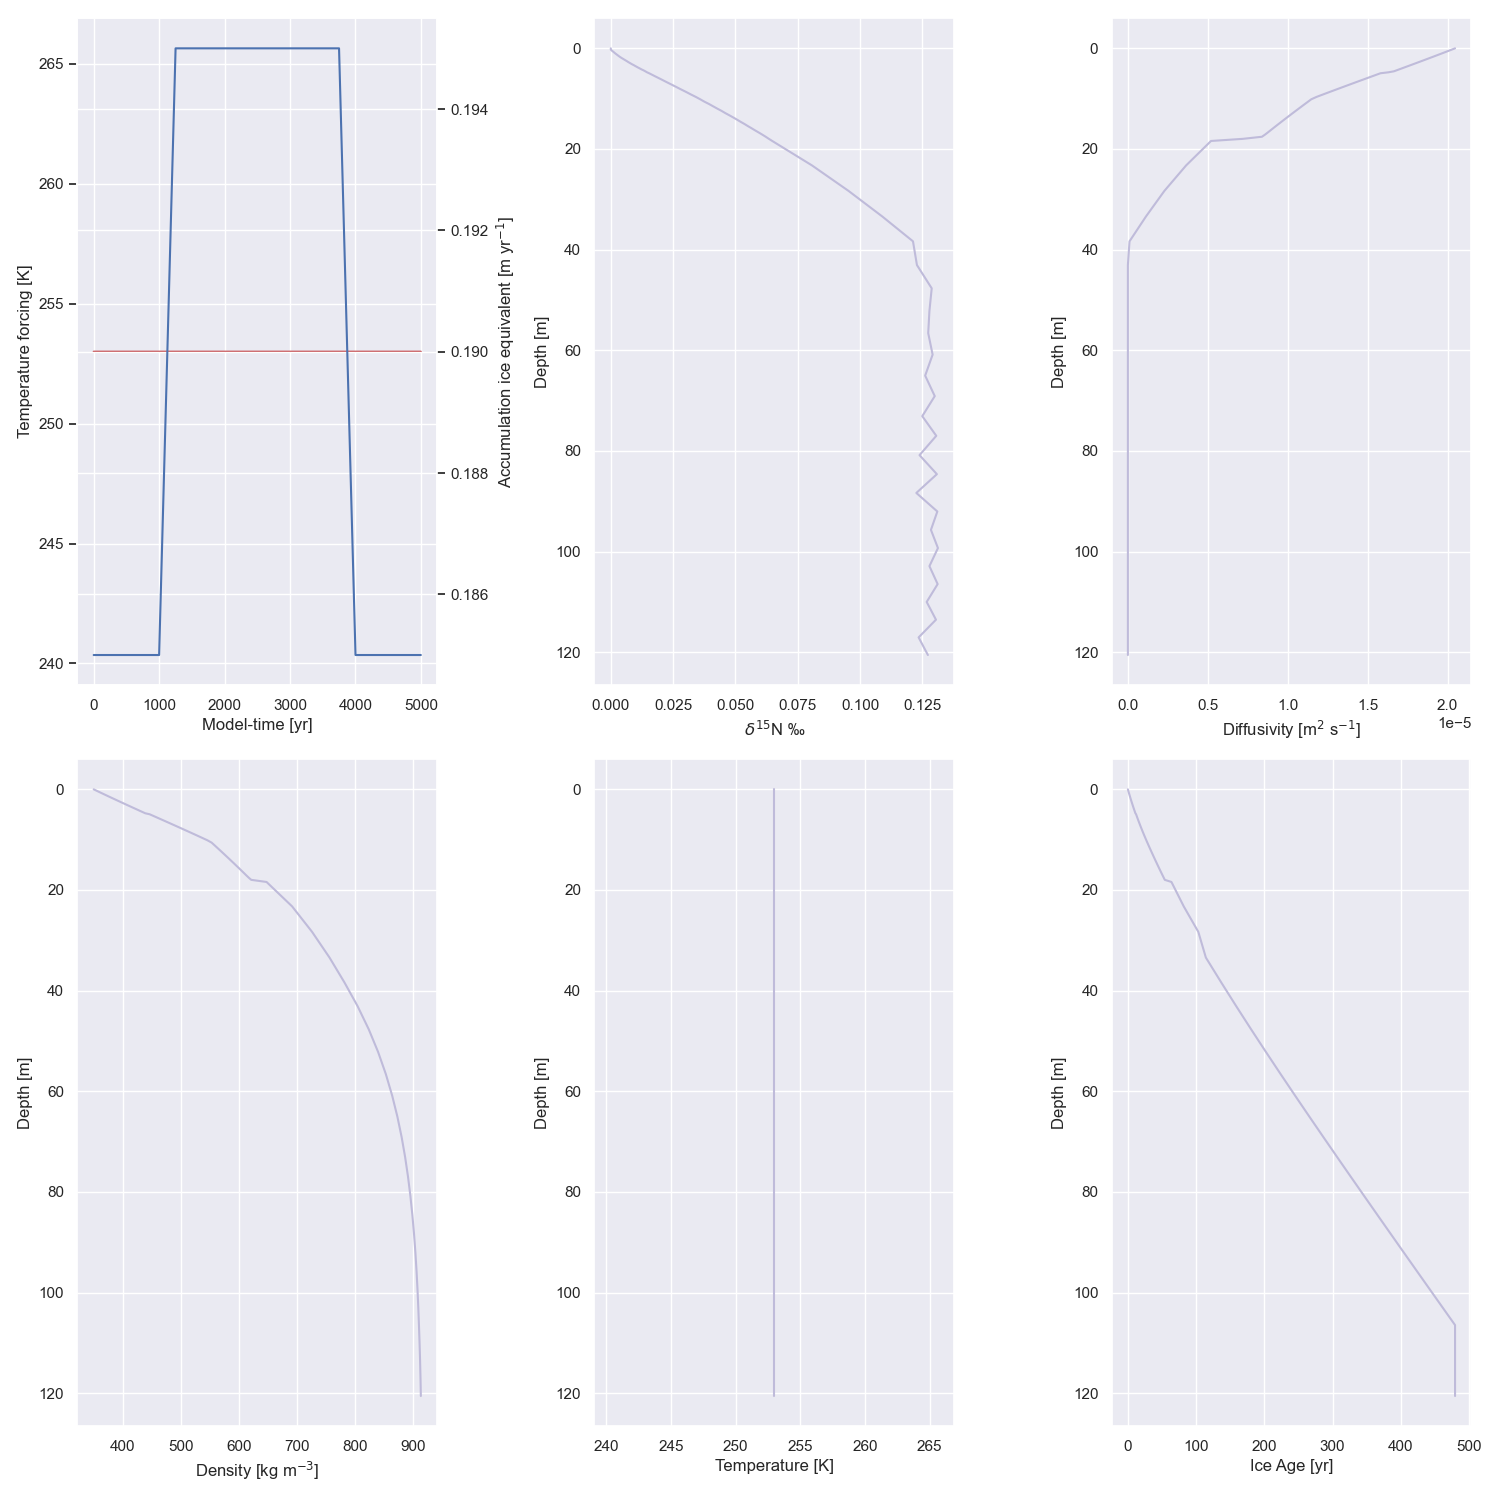 265
260
255
250
245
240
Temperature forcing [K]
0.194
0.192
0.190
0.188
0.186
Accumulation ice equivalent [m yr⁻¹]
0 1000 2000 3000 4000 5000
Model-time [yr]
0
20
40
60
80
100
120
Depth [m]
0.000 0.025 0.050 0.075 0.100 0.125
δ¹⁵N ‰
0
20
40
60
80
100
120
Depth [m]
0.0 0.5 1.0 1.5 2.0
1e−5
Diffusivity [m² s⁻¹]
0
20
40
60
80
100
120
Depth [m]
400 500 600 700 800 900
Density [kg m⁻³]
0
20
40
60
80
100
120
Depth [m]
240 245 250 255 260 265
Temperature [K]
0
20
40
60
80
100
120
Depth [m]
0 100 200 300 400 500
Ice Age [yr]